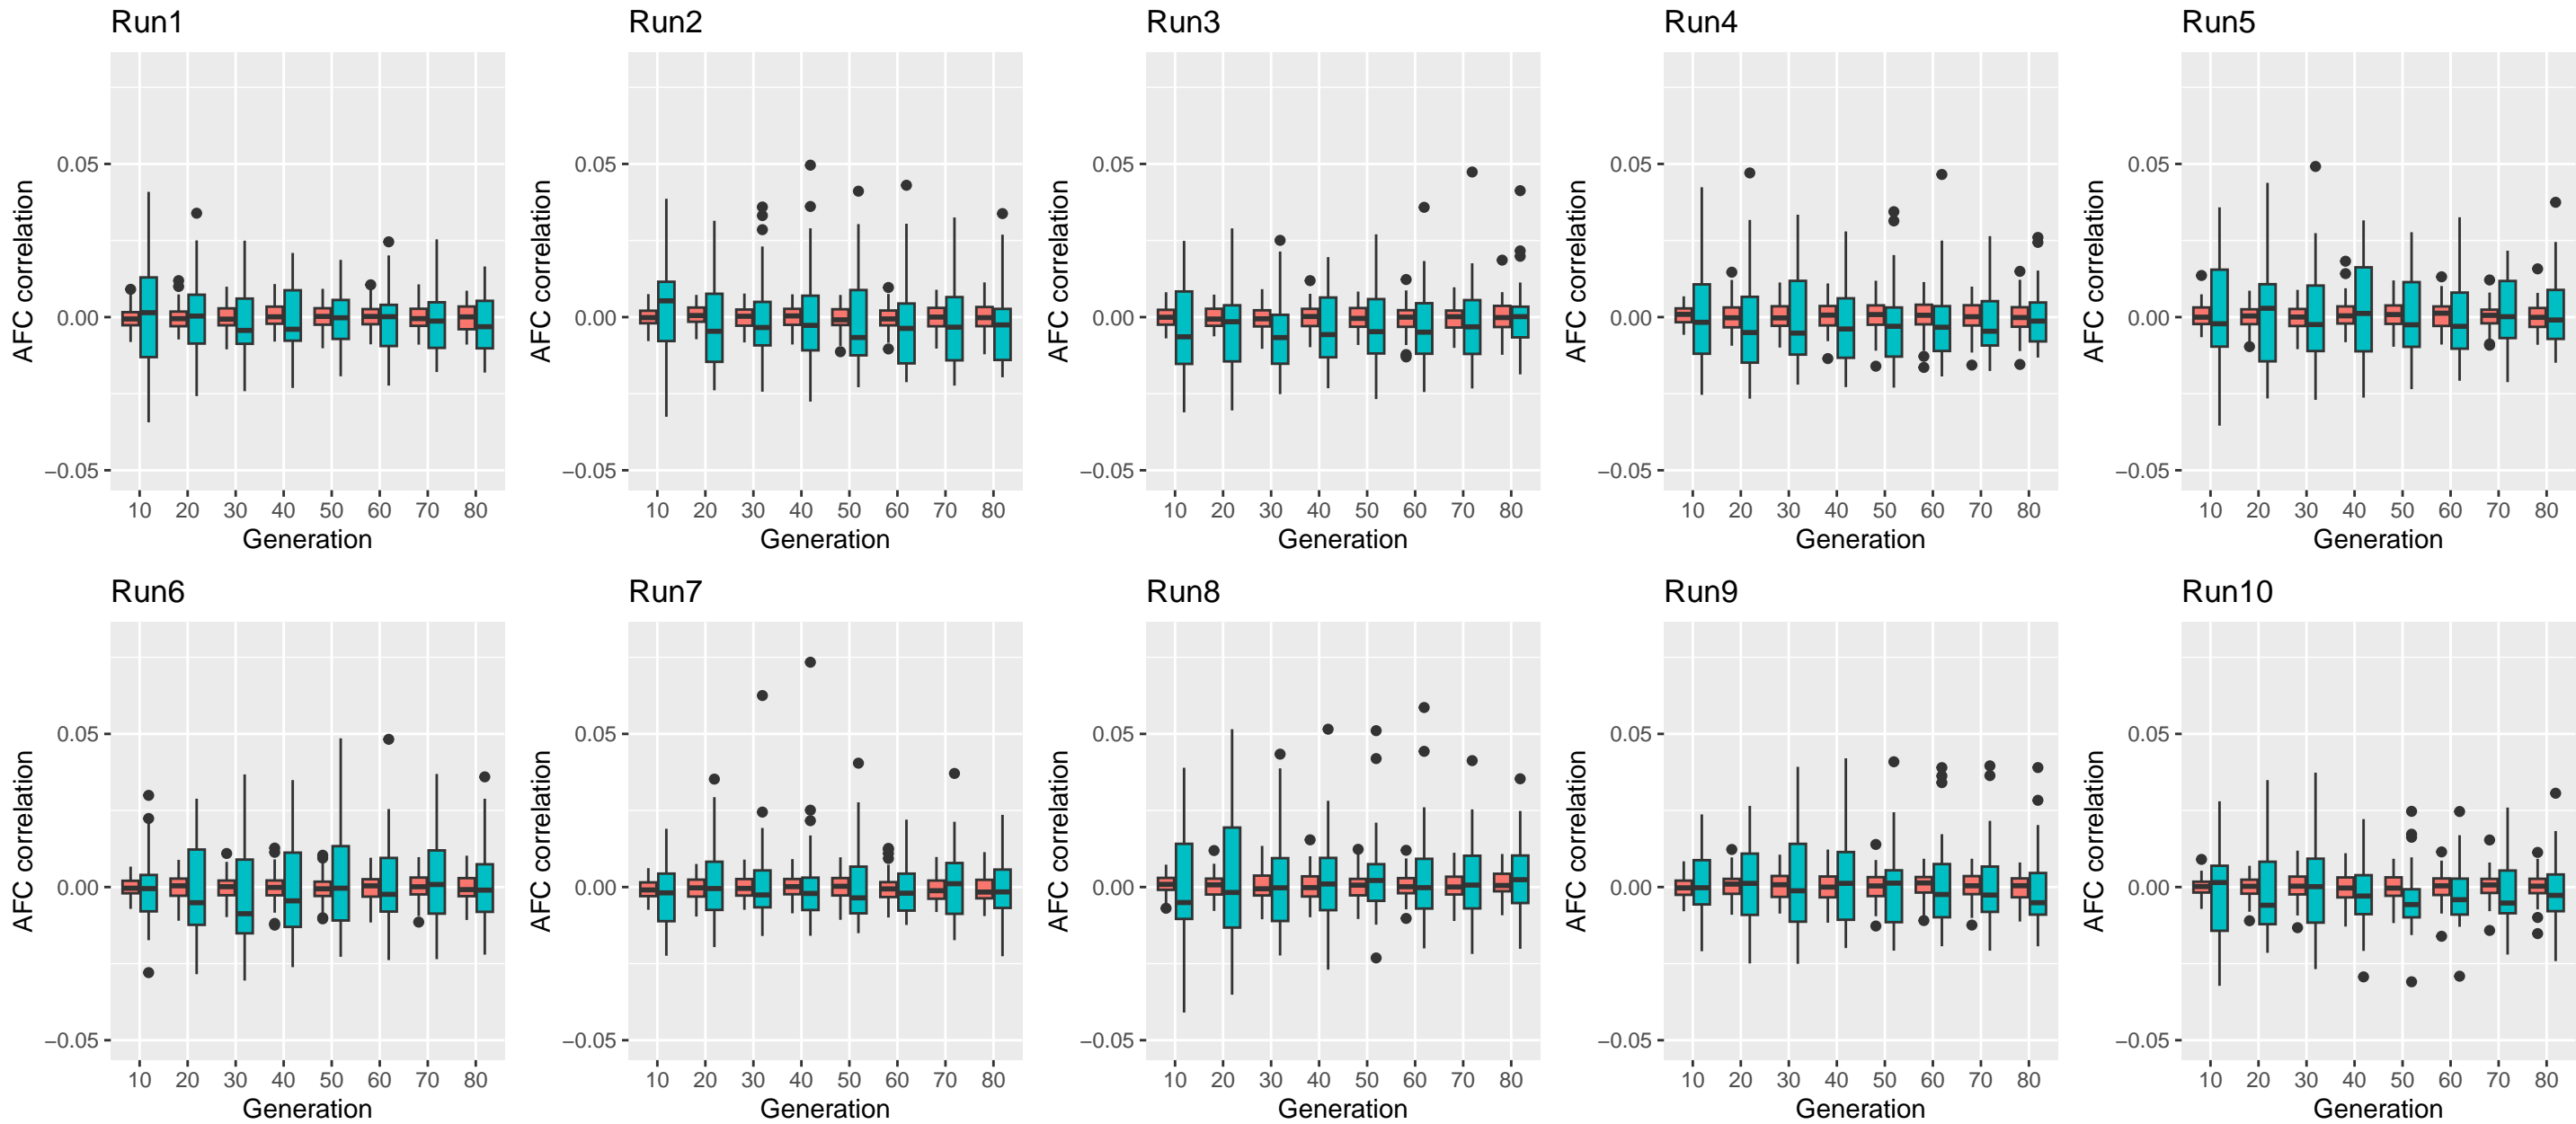 Run1 Run2 Run3 Run4 Run5
0.05 0.05 0.05 0.05 0.05
AFC correlation AFC correlation AFC correlation AFC correlation AFC correlation
0.00 0.00 0.00 0.00 0.00
−0.05 −0.05 −0.05 −0.05 −0.05
10 20 30 40 50 60 70 80 10 20 30 40 50 60 70 80 10 20 30 40 50 60 70 80 10 20 30 40 50 60 70 80 10 20 30 40 50 60 70 80
Generation Generation Generation Generation Generation
Run6 Run7 Run8 Run9 Run10
0.05 0.05 0.05 0.05 0.05
AFC correlation AFC correlation AFC correlation AFC correlation AFC correlation
0.00 0.00 0.00 0.00 0.00
−0.05 −0.05 −0.05 −0.05 −0.05
10 20 30 40 50 60 70 80 10 20 30 40 50 60 70 80 10 20 30 40 50 60 70 80 10 20 30 40 50 60 70 80 10 20 30 40 50 60 70 80
Generation Generation Generation Generation Generation